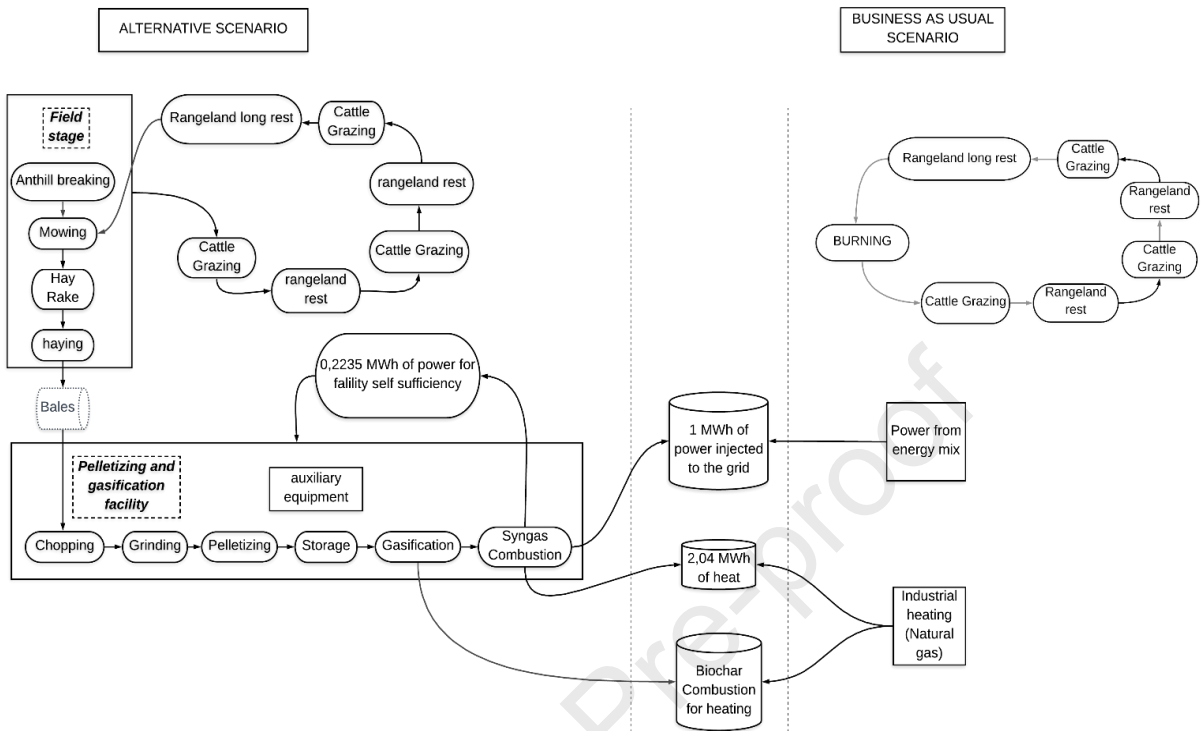 ALTERNATIVE SCENARIO
BUSINESS AS USUAL
SCENARIO
Field
stage
Anthill breaking
Mowing
Hay
Rake
haying
Bales
Rangeland long rest
Cattle
Grazing
rangeland rest
Cattle Grazing
rangeland
rest
Cattle
Grazing
Rangeland long rest
Cattle
Grazing
Rangeland
rest
Cattle
Grazing
Rangeland
rest
Cattle Grazing
BURNING
0,2235 MWh of power for
falility self sufficiency
Pelletizing and
gasification
facility
auxiliary
equipment
Chopping
Grinding
Pelletizing
Storage
Gasification
Syngas
Combustion
1 MWh of
power injected
to the grid
Power from
energy mix
2,04 MWh
of heat
Industrial
heating
(Natural
gas)
Biochar
Combustion
for heating
Pre-proof